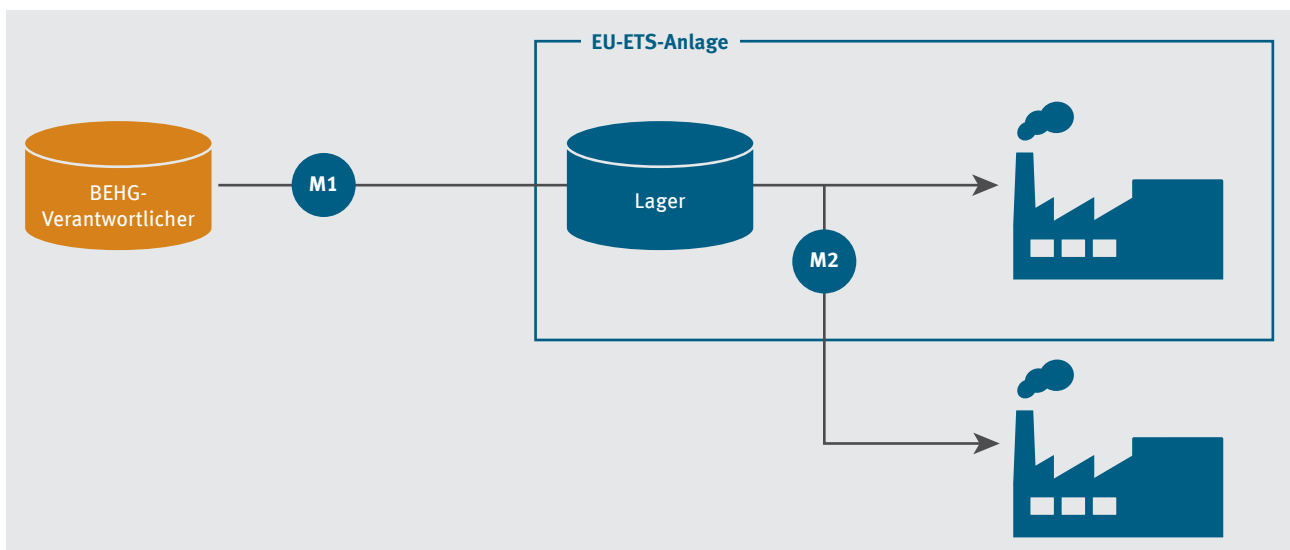 EU-ETS-Anlage
BEHG-
Verantwortlicher
M1
Lager
M2